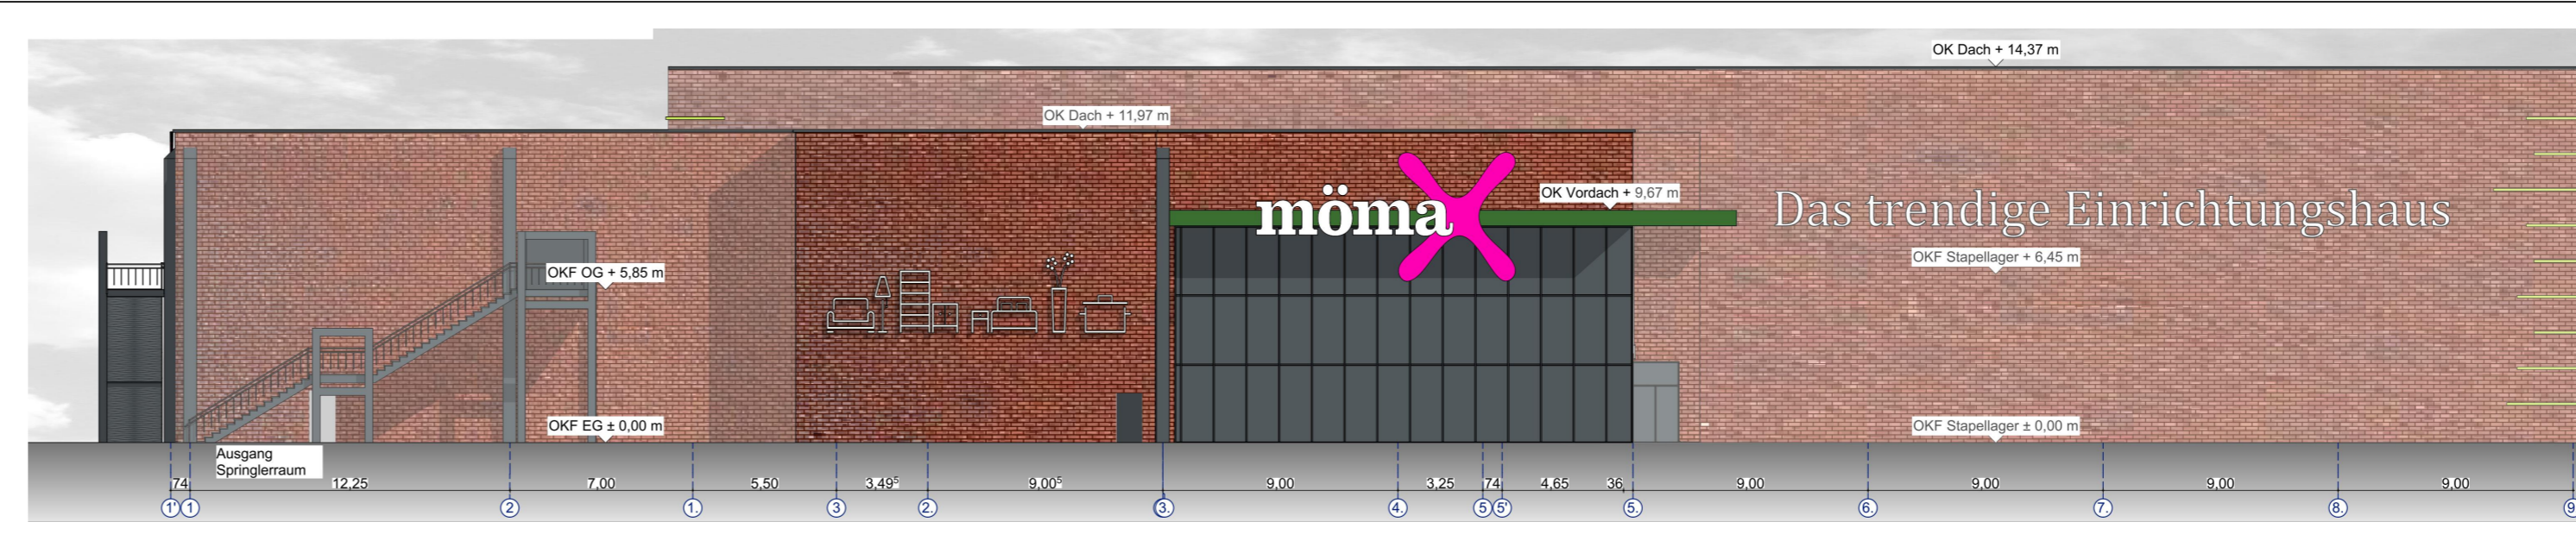 OK Dach + 14,37 m
OK Dach + 11,97 m
OK Vordach + 9,67 m
mömax
Das trendige Einrichtungshaus
OKF Stapellager + 6,45 m
OKF OG + 5,85 m
OKF EG ± 0,00 m
OKF Stapellager ± 0,00 m
Ausgang
Springlerraum
74 12,25 7,00 5,50 3,49⁵ 9,00⁵ 9,00 3,25 74 4,65 36 9,00 9,00 9,00 9,00
1' 1 2 1. 3 2. 3. 4. 5 5' 5. 6. 7. 8. 9